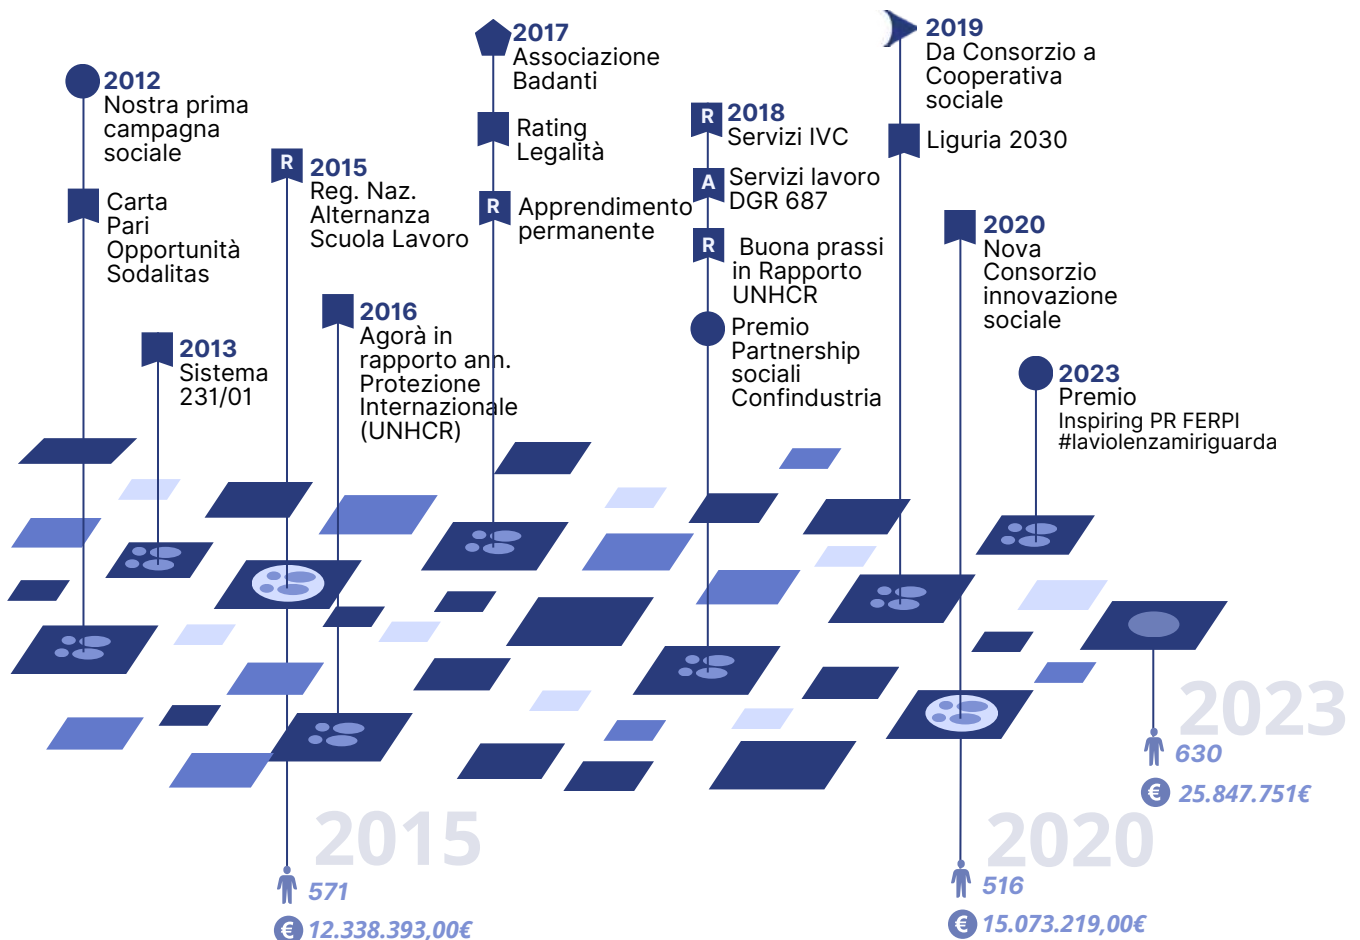 2012
Nostra prima
campagna
sociale
Carta
Pari
Opportunità
Sodalitas
2013
Sistema
231/01
R
2015
Reg. Naz.
Alternanza
Scuola Lavoro
2016
Agorà in
rapporto ann.
Protezione
Internazionale
(UNHCR)
2017
Associazione
Badanti
Rating
Legalità
R
Apprendimento
permanente
R
2018
Servizi IVC
A
Servizi lavoro
DGR 687
R
Buona prassi
in Rapporto
UNHCR
Premio
Partnership
sociali
Confindustria
2019
Da Consorzio a
Cooperativa
sociale
Liguria 2030
2020
Nova
Consorzio
innovazione
sociale
2023
Premio
Inspiring PR FERPI
#laviolenzamiriguarda
2015
571
€ 12.338.393,00€
2020
516
€ 15.073.219,00€
2023
630
€ 25.847.751€